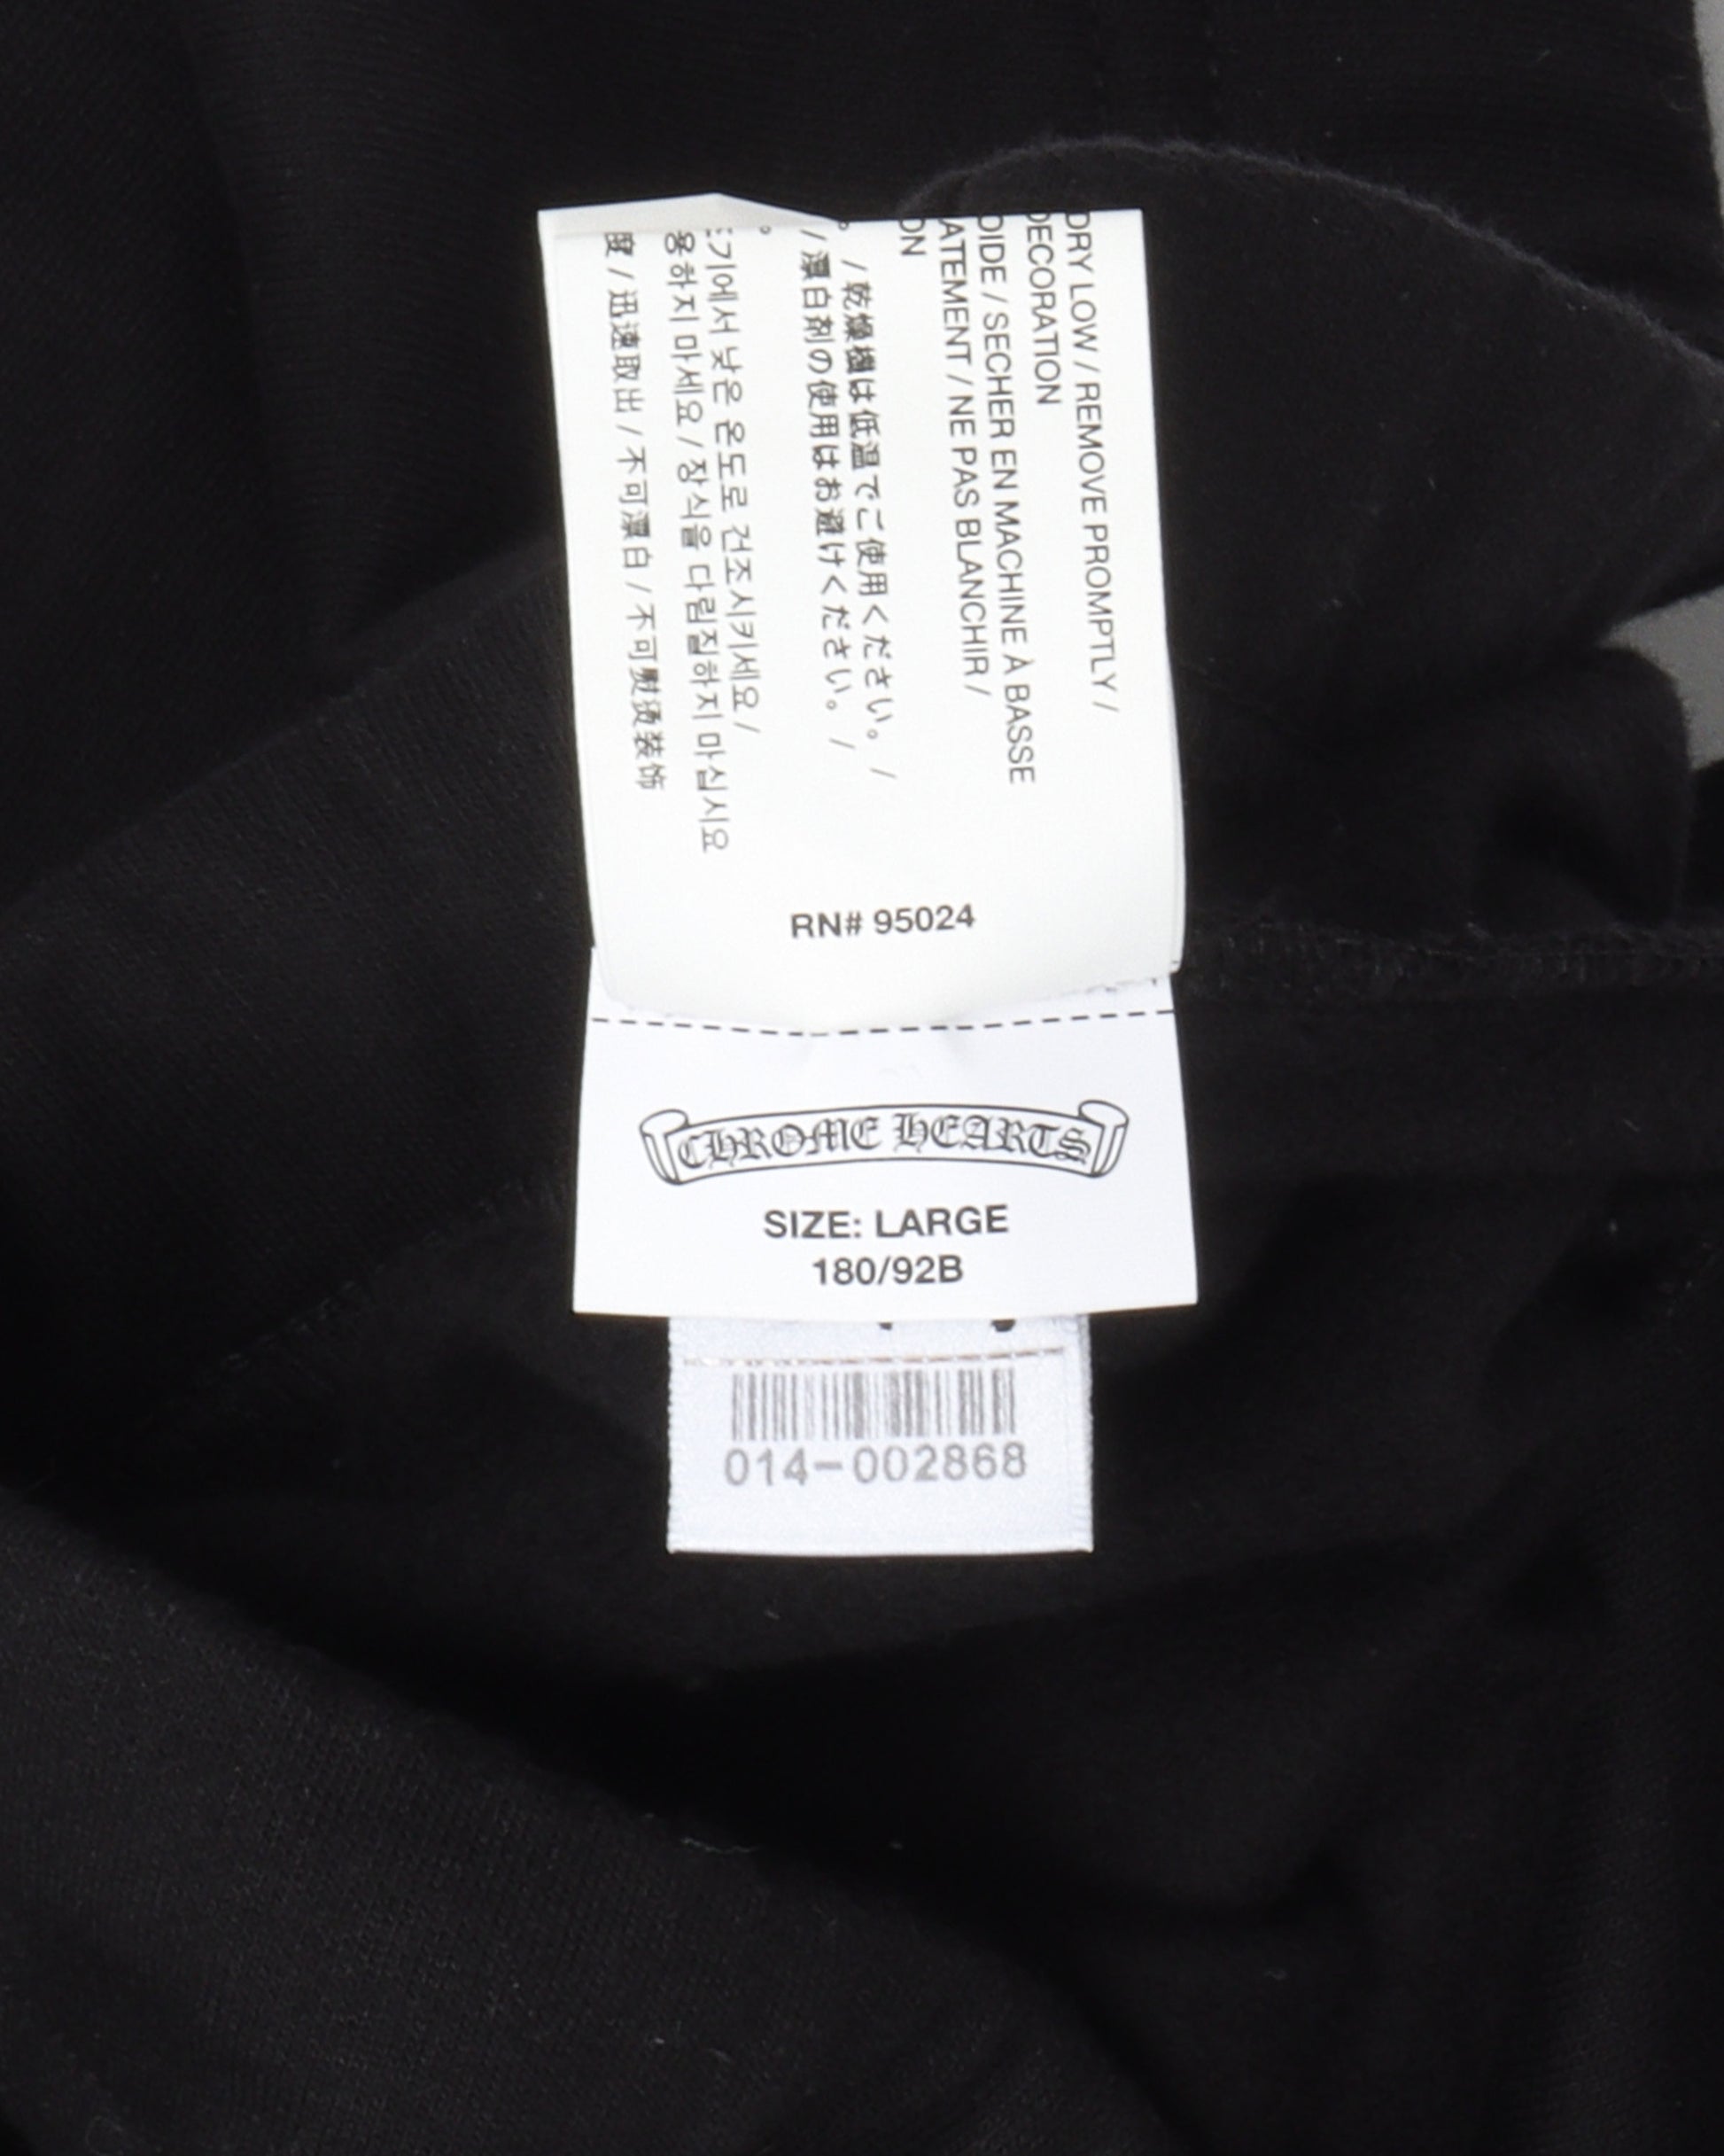 DRY LOW / REMOVE PROMPTLY /
DECORATION
OIDE / SECHER EN MACHINE À BASSE
ATEMENT / NE PAS BLANCHIR /
ON
。/ 乾燥機は低温でご使用ください。 /
/ 漂白剤の使用はお避けください。 /
。
기에서 낮은 온도로 건조시키세요 /
용하지 마세요 / 장식을 다림질하지 마십시요
度 / 迅速取出 / 不可漂白 / 不可熨烫装饰
RN# 95024
CHROME HEARTS
SIZE: LARGE
180/92B
014-002868